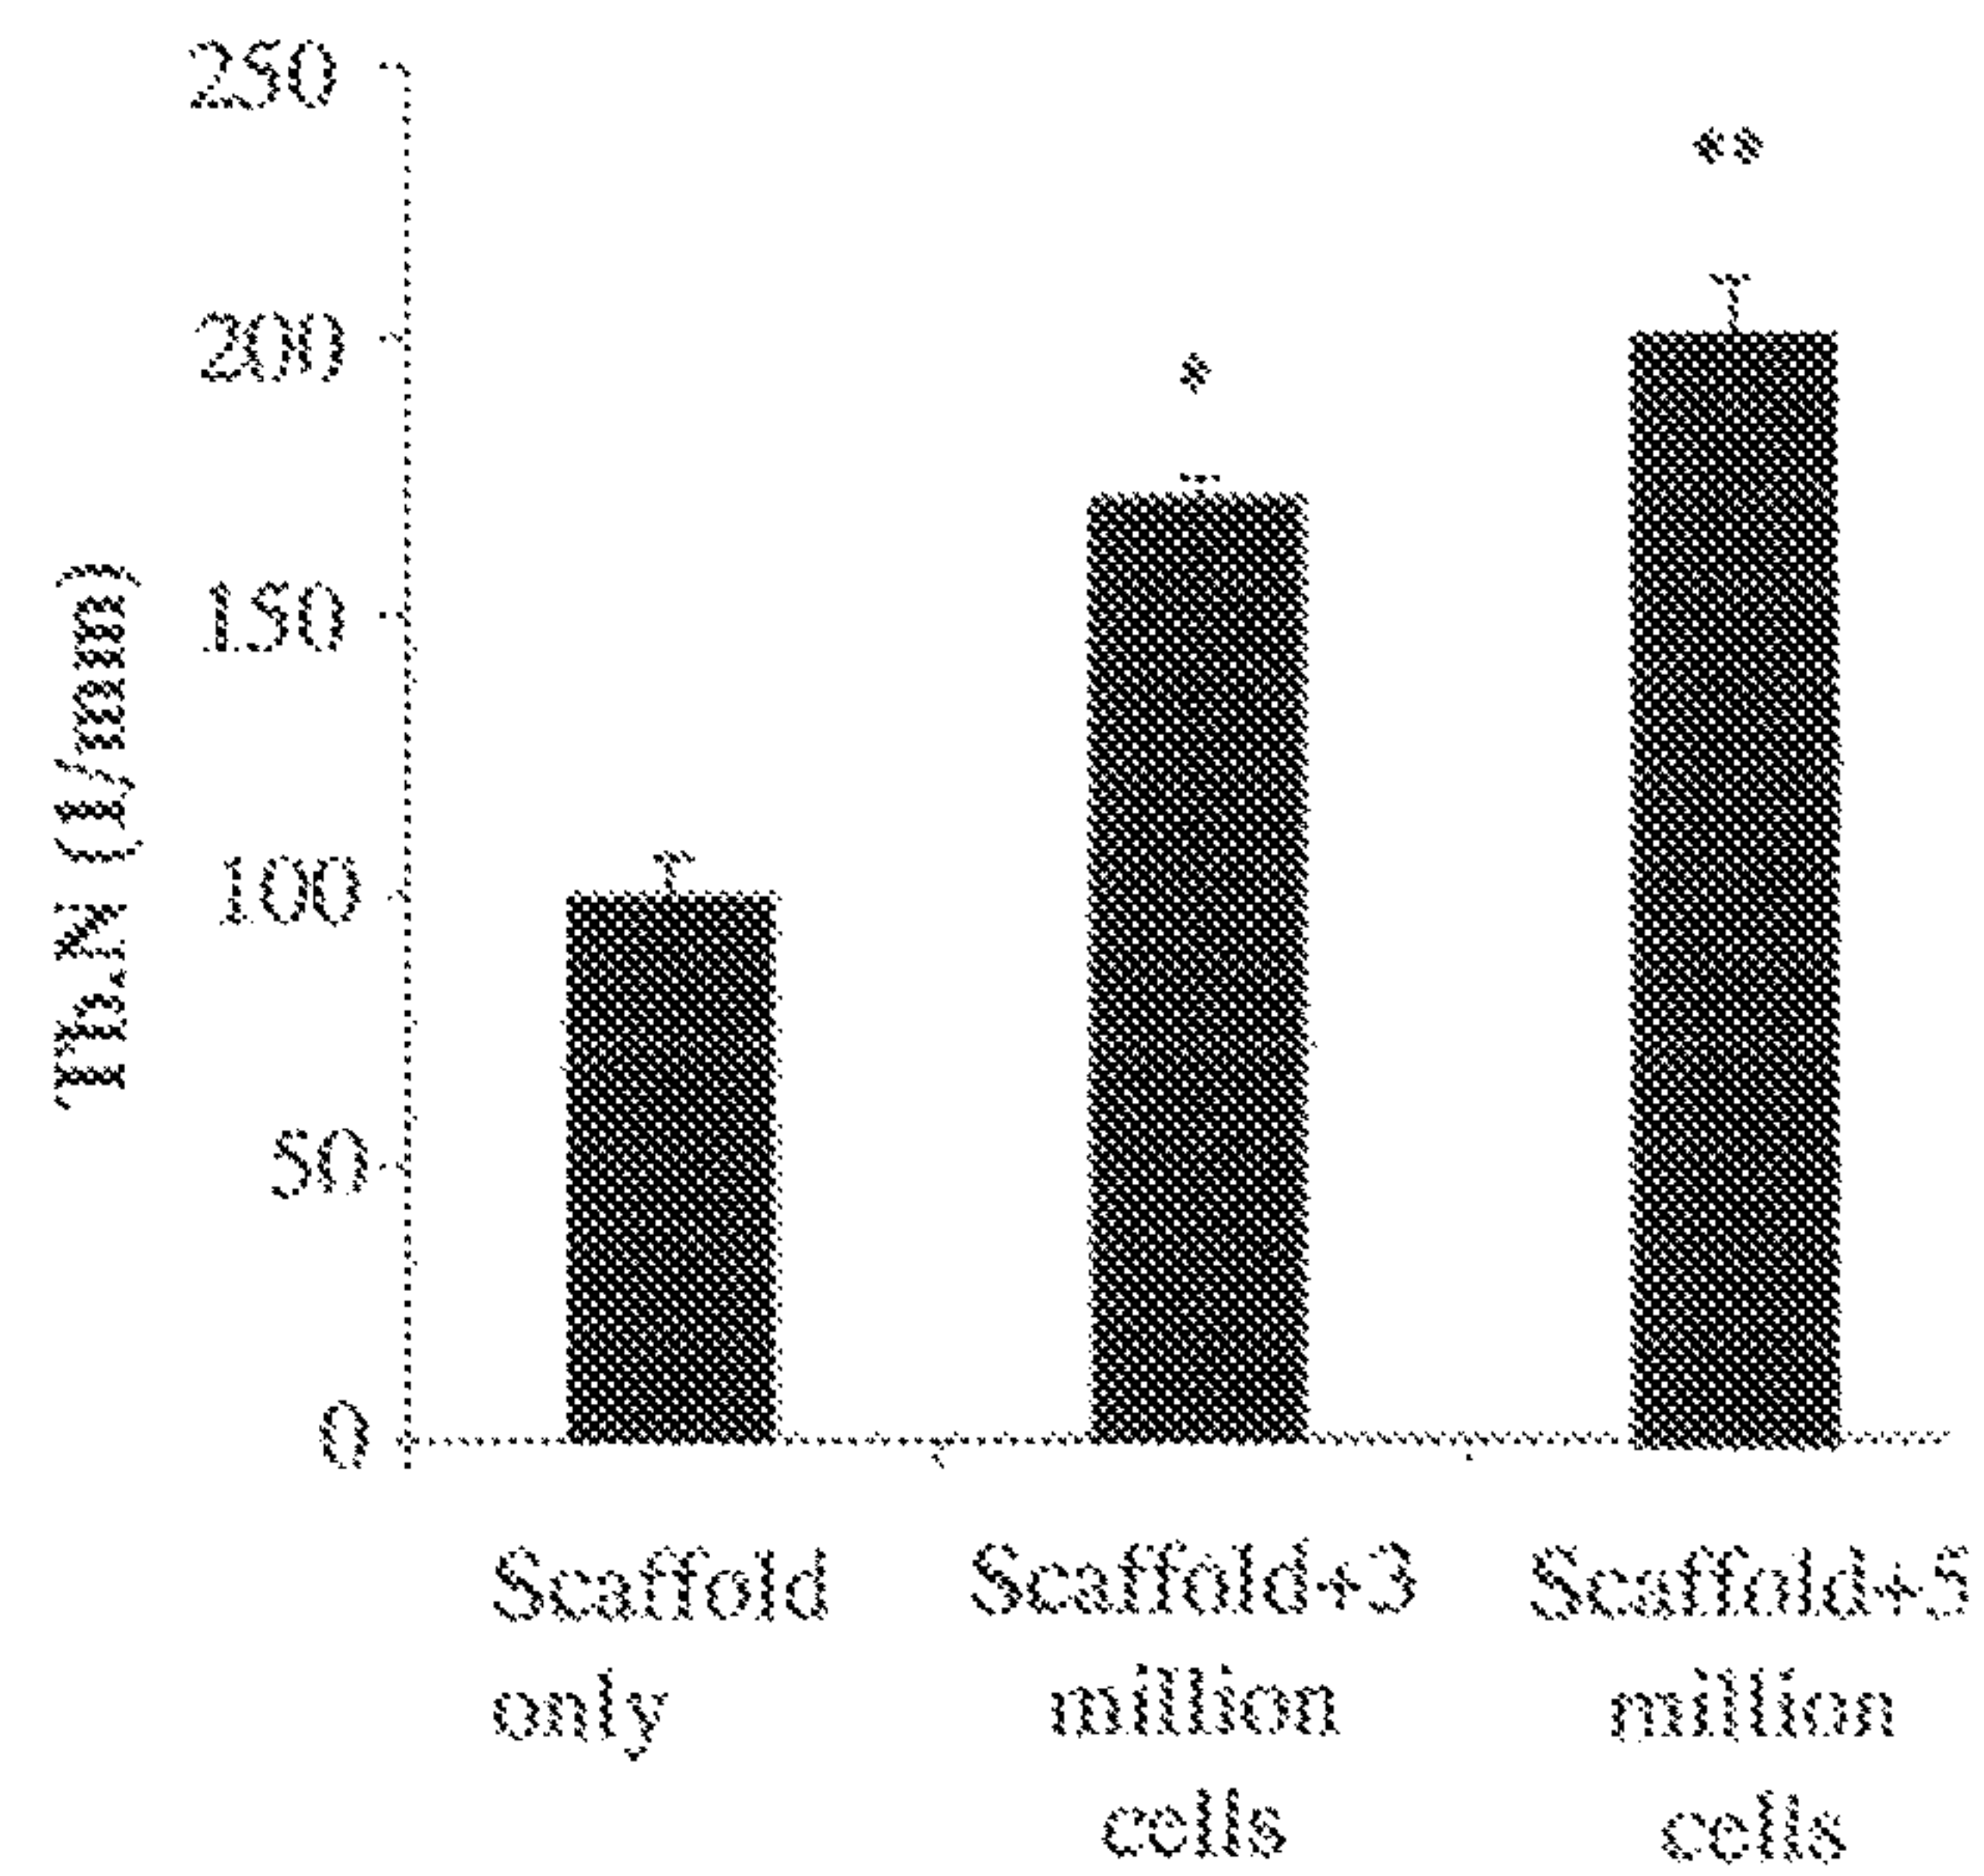 250
200
150
100
50
0
Tb.N (1/mm)
*
**
Scaffold only
Scaffold+3 million cells
Scaffold+5 million cells